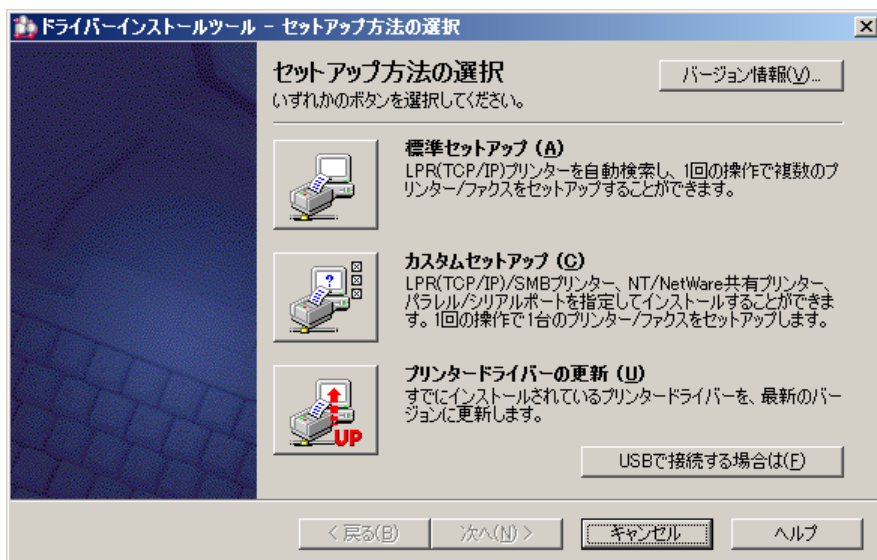 ドライバーインストールツール - セットアップ方法の選択
セットアップ方法の選択
バージョン情報(V)...
いずれかのボタンを選択してください。
標準セットアップ (A)
LPR(TCP/IP)プリンターを自動検索し、1回の操作で複数のプ
リンター/ファクスをセットアップすることができます。
カスタムセットアップ (C)
LPR(TCP/IP)/SMBプリンター、NT/NetWare共有プリンター、
パラレル/シリアルポートを指定してインストールすることができま
す。1回の操作で1台のプリンター/ファクスをセットアップします。
プリンタードライバーの更新 (U)
すでにインストールされているプリンタードライバーを、最新のバー
ジョンに更新します。
UP
USBで接続する場合は(F)
< 戻る(B)
次へ(N) >
キャンセル
ヘルプ